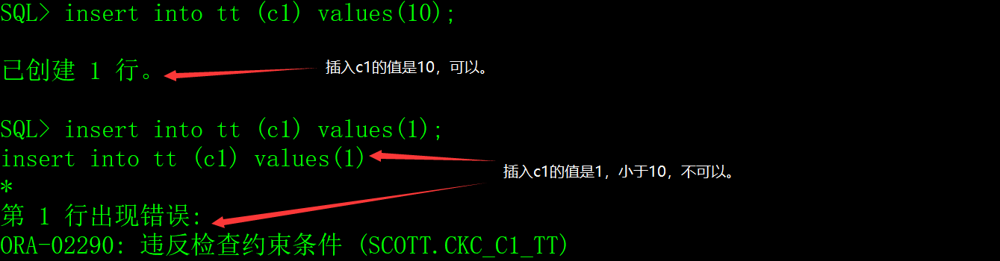 SQL> insert into tt (c1) values(10);
已创建 1 行。
插入c1的值是10，可以。
SQL> insert into tt (c1) values(1);
insert into tt (c1) values(1)
插入c1的值是1，小于10，不可以。
*
第 1 行出现错误:
ORA-02290: 违反检查约束条件 (SCOTT.CKC_C1_TT)